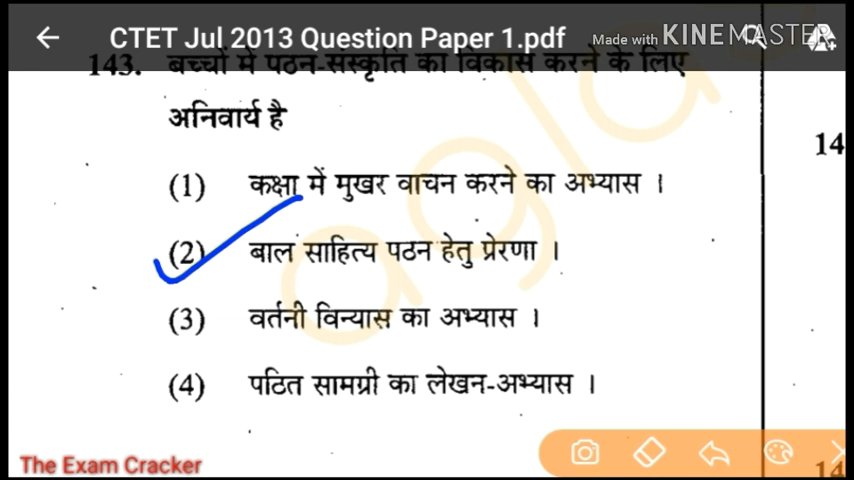 CTET Jul 2013 Question Paper 1.pdf
Made with KINEMASTER
143. बच्चों में पठन-संस्कृति का विकास करने के लिए
अनिवार्य है
14
(1) कक्षा में मुखर वाचन करने का अभ्यास ।
(2) बाल साहित्य पठन हेतु प्रेरणा ।
(3) वर्तनी विन्यास का अभ्यास ।
(4) पठित सामग्री का लेखन-अभ्यास ।
The Exam Cracker
14